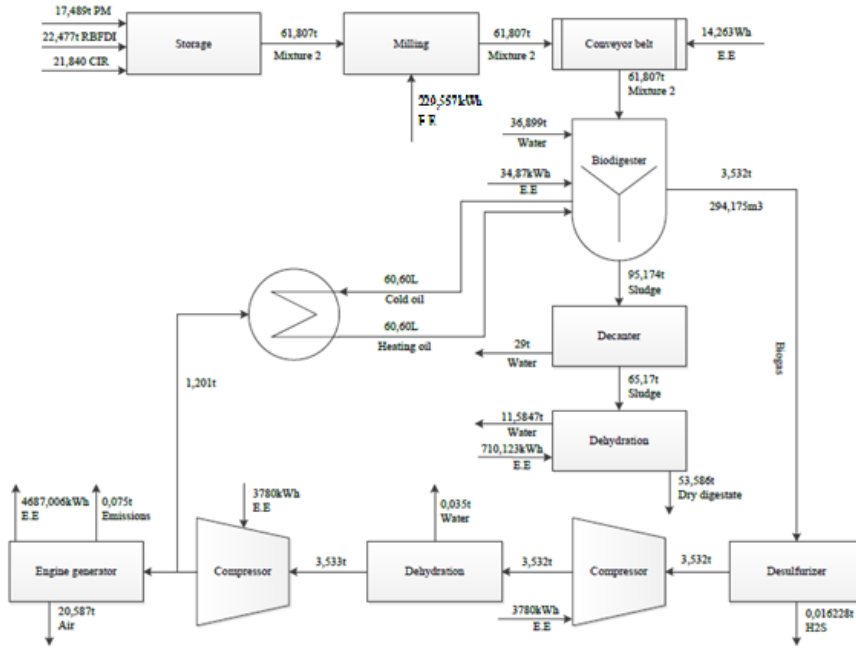 17,489t PM
22,477t RBFDI
21,840 CIR
Storage
61,807t
Mixture 2
Milling
61,807t
Mixture 2
Conveyor belt
14,263Wh
E.E
220,557kWh
E.E
61,807t
Mixture 2
36,899t
Water
Biodigester
34,87kWh
E.E
3,532t
294,175m3
60,60L
Cold oil
60,60L
Heating oil
95,174t
Sludge
Decanter
29t
Water
65,17t
Sludge
Biogas
1,201t
11,5847t
Water
Dehydration
710,123kWh
E.E
53,586t
Dry digestate
4687,006kWh
E.E
0,075t
Emissions
3780kWh
E.E
0,035t
Water
Engine generator
Compressor
3,533t
Dehydration
3,532t
Compressor
3,532t
Desulfurizer
20,587t
Air
3780kWh
E.E
0,016228t
H2S